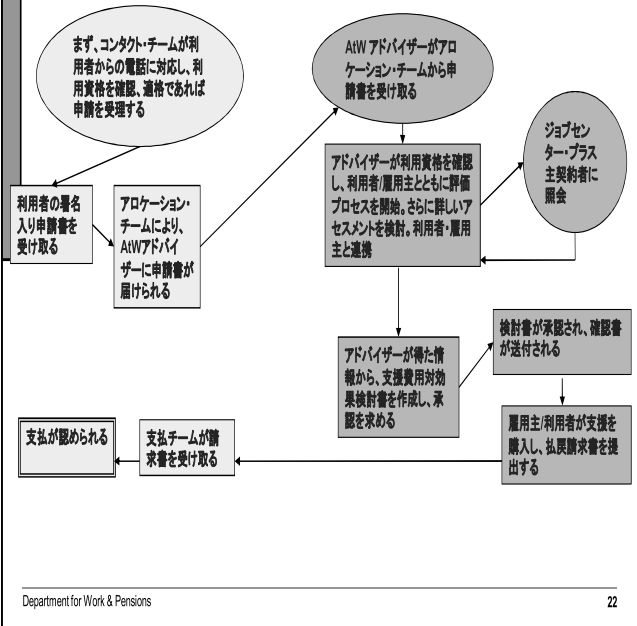 まず、コンタクト・チームが利
用者からの電話に対応し、利
用資格を確認、適格であれば
申請を受理する
利用者の署名
入り申請書を
受け取る
アロケーション・
チームにより、
AtWアドバイ
ザーに申請書が
届けられる
AtW アドバイザーがアロ
ケーション・チームから申
請書を受け取る
アドバイザーが利用資格を確認
し、利用者/雇用主とともに評価
プロセスを開始。さらに詳しいア
セスメントを検討。利用者・雇用
主と連携
ジョブセン
ター・プラス
主契約者に
照会
アドバイザーが得た情
報から、支援費用対効
果検討書を作成し、承
認を求める
検討書が承認され、確認書
が送付される
雇用主/利用者が支援を
購入し、払戻請求書を提
出する
支払チームが請
求書を受け取る
支払が認められる
Department for Work & Pensions
22